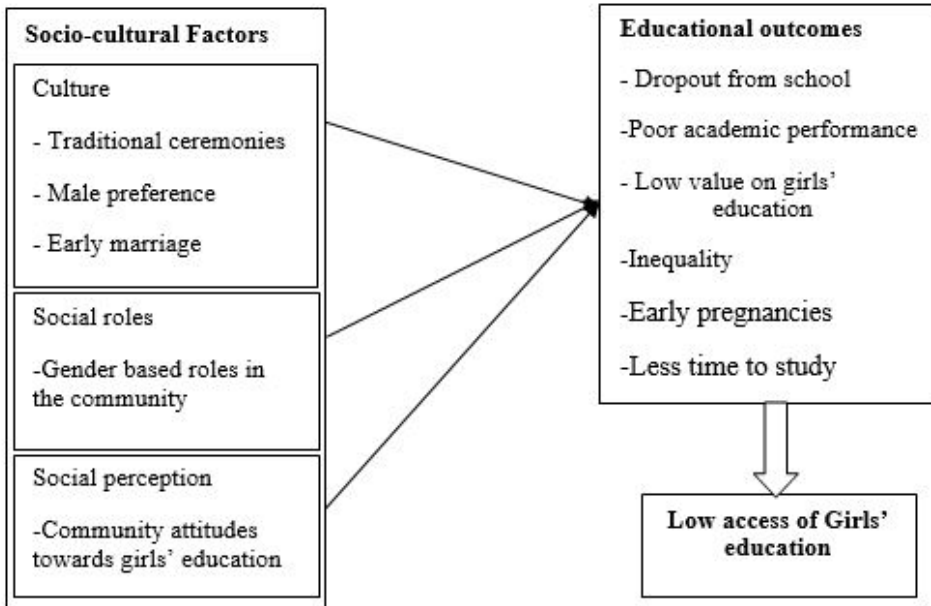 Socio-cultural Factors
Culture
- Traditional ceremonies
- Male preference
- Early marriage
Social roles
-Gender based roles in
the community
Social perception
-Community attitudes
towards girls’ education
Educational outcomes
- Dropout from school
-Poor academic performance
- Low value on girls’
education
-Inequality
-Early pregnancies
-Less time to study
Low access of Girls’
education